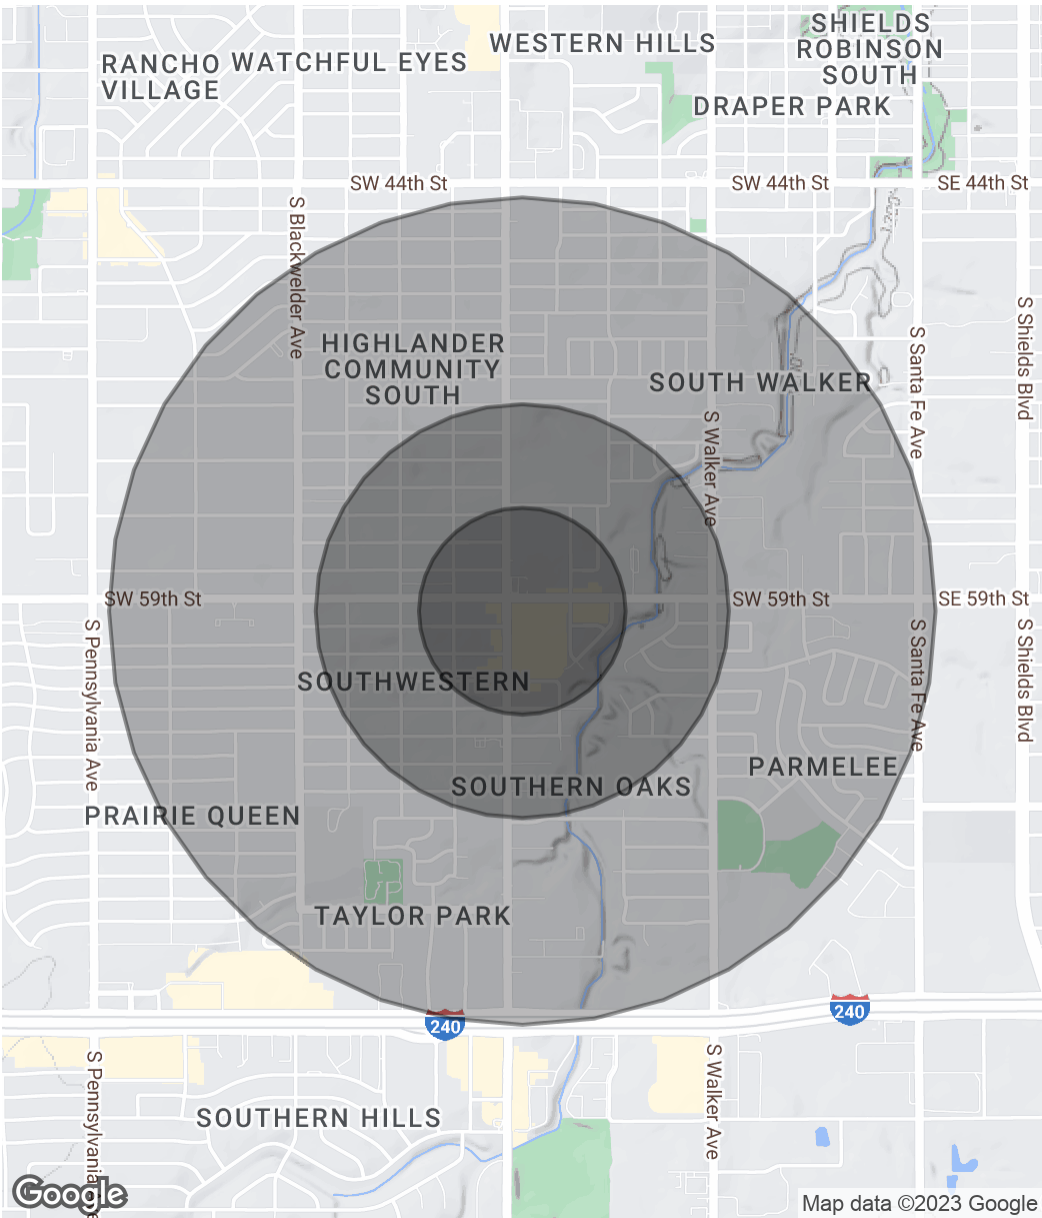 SHIELDS
ROBINSON
SOUTH
WESTERN HILLS
RANCHO
VILLAGE
WATCHFUL EYES
DRAPER PARK
SW 44th St
SW 44th St
SE 44th St
S Blackwelder Ave
HIGHLANDER
COMMUNITY
SOUTH
SOUTH WALKER
S Santa Fe Ave
S Shields Blvd
S Walker Ave
SW 59th St
SW 59th St
SE 59th St
S Pennsylvania Ave
S Santa Fe Ave
S Shields Blvd
SOUTHWESTERN
PARMELEE
SOUTHERN OAKS
PRAIRIE QUEEN
TAYLOR PARK
240
240
S Pennsylvania
S Walker Ave
SOUTHERN HILLS
Google
Map data ©2023 Google